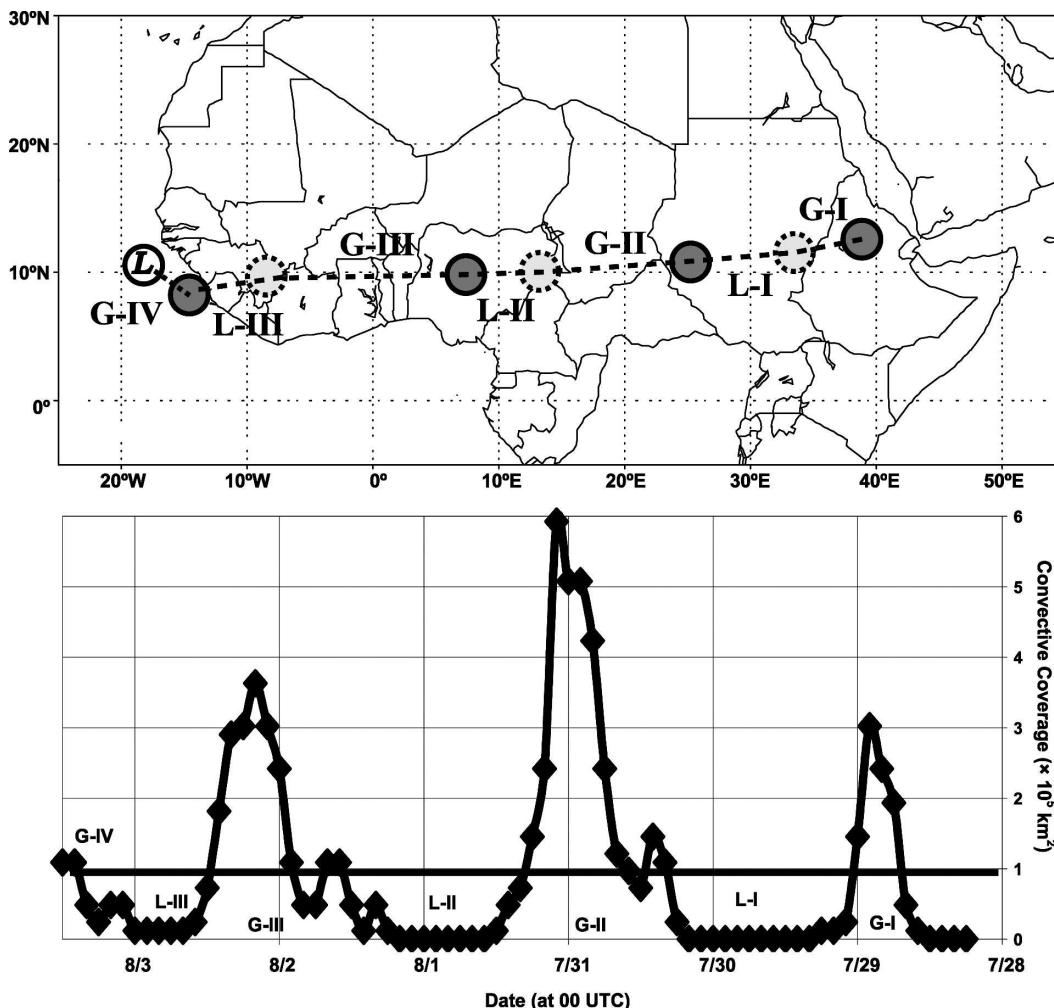 30ºN
20ºN
10ºN
0º
G-I
G-III
G-II
L
L-I
L-II
G-IV
L-III
20ºW
10ºW
0º
10ºE
20ºE
30ºE
40ºE
50ºE
6
5
4
3
2
1
0
Convective Coverage (× 10⁵ km²)
G-IV
L-III
G-III
L-II
G-II
L-I
G-I
8/3
8/2
8/1
7/31
7/30
7/29
7/28
Date (at 00 UTC)